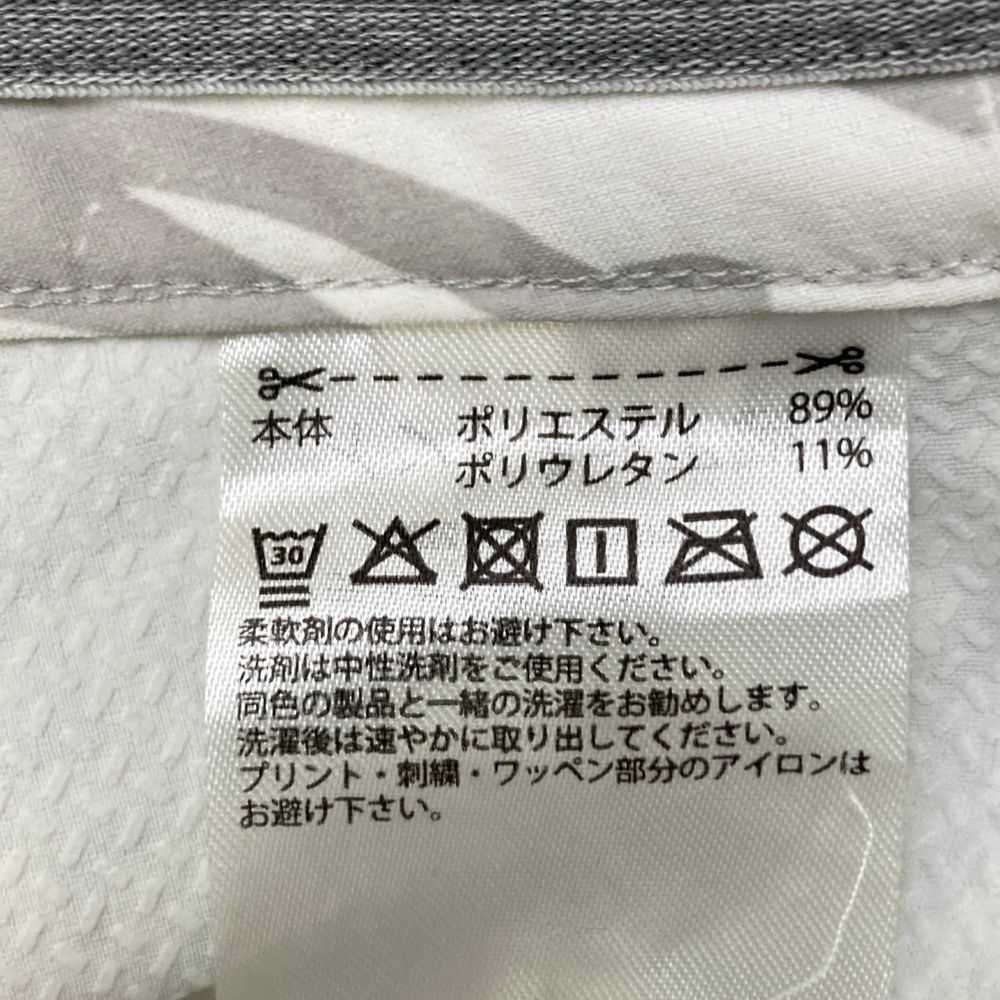 本体 ポリエステル 89%
ポリウレタン 11%
30
柔軟剤の使用はお避け下さい。
洗剤は中性洗剤をご使用ください。
同色の製品と一緒の洗濯をお勧めします。
洗濯後は速やかに取り出してください。
プリント・刺繍・ワッペン部分のアイロンは
お避け下さい。